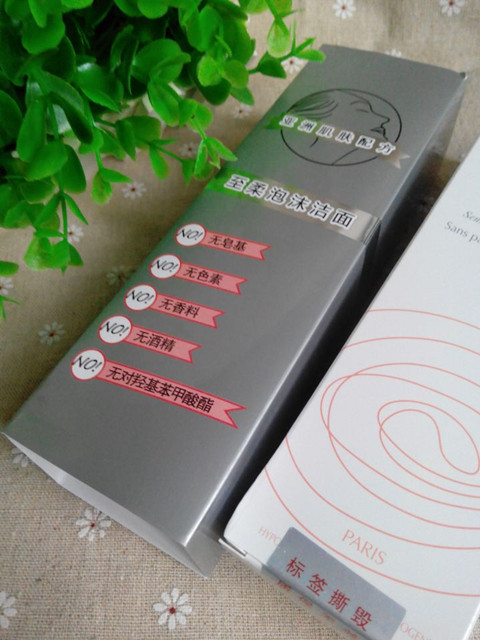 亚洲肌肤配方
至柔泡沫洁面
NO! 无皂基
NO! 无色素
NO! 无香料
NO! 无酒精
NO! 无对羟基苯甲酸酯
Sans
PARIS
标签撕毁